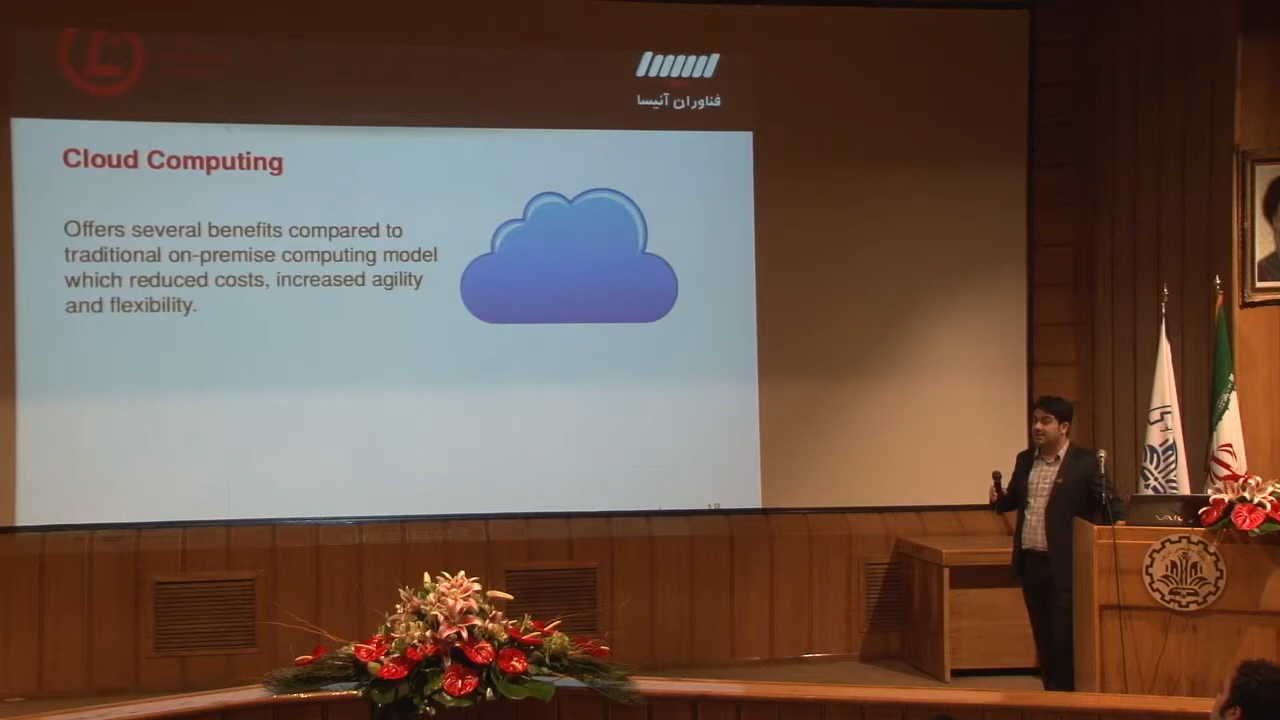 فناوران آنیسا
Cloud Computing
Offers several benefits compared to
traditional on-premise computing model
which reduced costs, increased agility
and flexibility.
VAIO